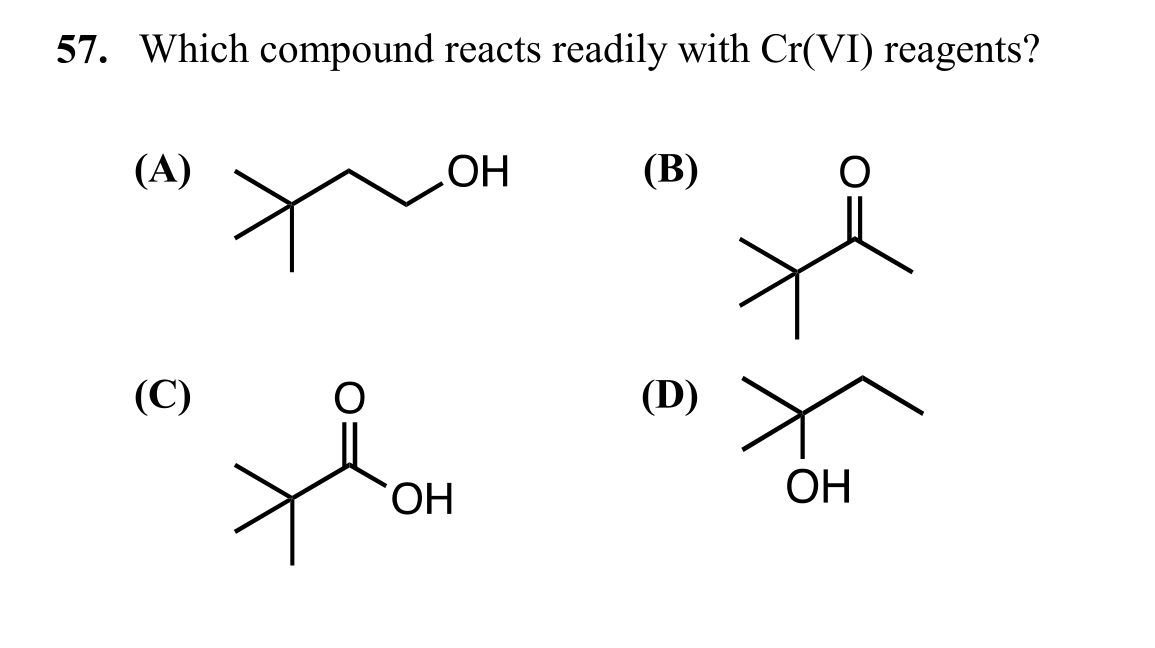 57. Which compound reacts readily with Cr(VI) reagents?
(A) OH
(B) O
(C) O
OH
(D)
OH